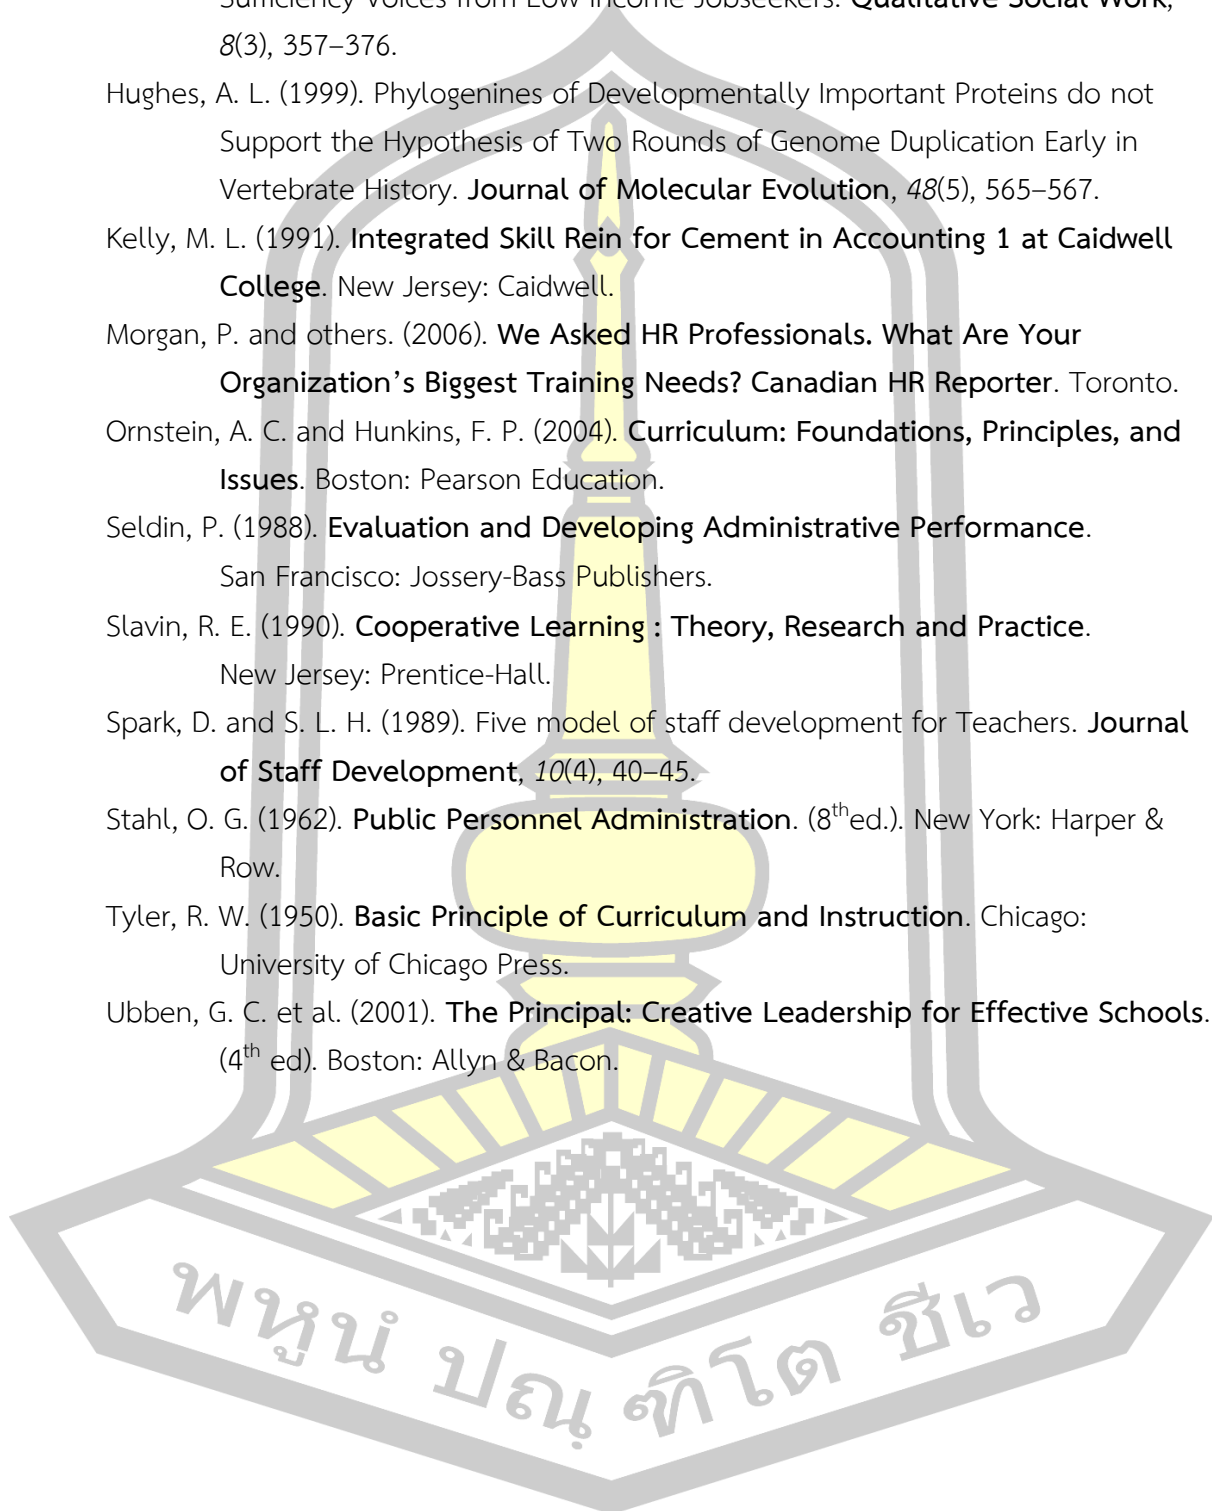 Sufficiency Voices from Low Income Jobseekers. Qualitative Social Work,
8(3), 357–376.
Hughes, A. L. (1999). Phylogenines of Developmentally Important Proteins do not
Support the Hypothesis of Two Rounds of Genome Duplication Early in
Vertebrate History. Journal of Molecular Evolution, 48(5), 565–567.
Kelly, M. L. (1991). Integrated Skill Rein for Cement in Accounting 1 at Caidwell
College. New Jersey: Caidwell.
Morgan, P. and others. (2006). We Asked HR Professionals. What Are Your
Organization’s Biggest Training Needs? Canadian HR Reporter. Toronto.
Ornstein, A. C. and Hunkins, F. P. (2004). Curriculum: Foundations, Principles, and
Issues. Boston: Pearson Education.
Seldin, P. (1988). Evaluation and Developing Administrative Performance.
San Francisco: Jossery-Bass Publishers.
Slavin, R. E. (1990). Cooperative Learning : Theory, Research and Practice.
New Jersey: Prentice-Hall.
Spark, D. and S. L. H. (1989). Five model of staff development for Teachers. Journal
of Staff Development, 10(4), 40–45.
Stahl, O. G. (1962). Public Personnel Administration. (8thed.). New York: Harper &
Row.
Tyler, R. W. (1950). Basic Principle of Curriculum and Instruction. Chicago:
University of Chicago Press.
Ubben, G. C. et al. (2001). The Principal: Creative Leadership for Effective Schools.
(4th ed). Boston: Allyn & Bacon.
พหูนํ ปณฺฑิโต ชีเว